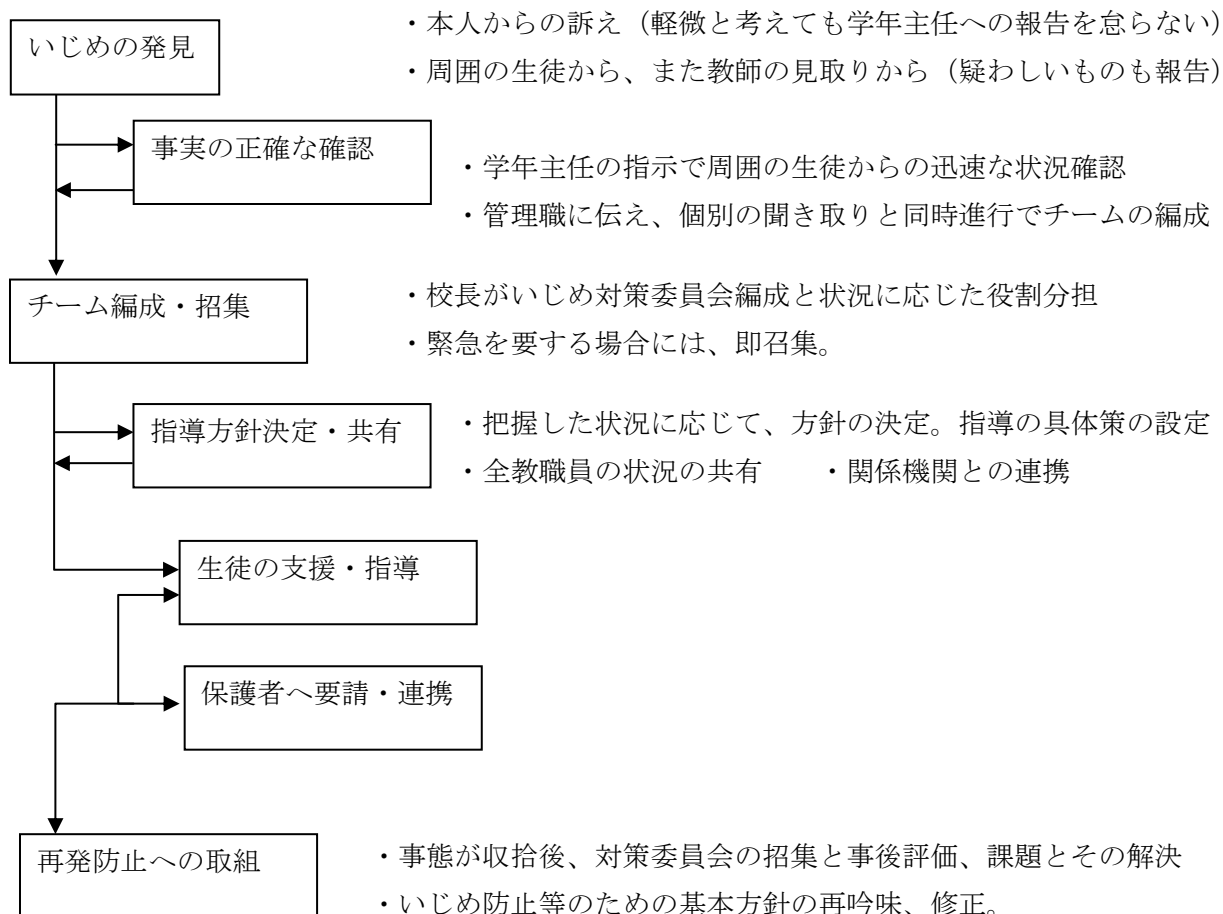 ・本人からの訴え（軽微と考えても学年主任への報告を怠らない）
いじめの発見
・周囲の生徒から、また教師の見取りから（疑わしいものも報告）
事実の正確な確認
・学年主任の指示で周囲の生徒からの迅速な状況確認
・管理職に伝え、個別の聞き取りと同時進行でチームの編成
チーム編成・招集
・校長がいじめ対策委員会編成と状況に応じた役割分担
・緊急を要する場合には、即召集。
指導方針決定・共有
・把握した状況に応じて、方針の決定。指導の具体策の設定
・全教職員の状況の共有　　・関係機関との連携
生徒の支援・指導
保護者へ要請・連携
再発防止への取組
・事態が収拾後、対策委員会の招集と事後評価、課題とその解決
・いじめ防止等のための基本方針の再吟味、修正。